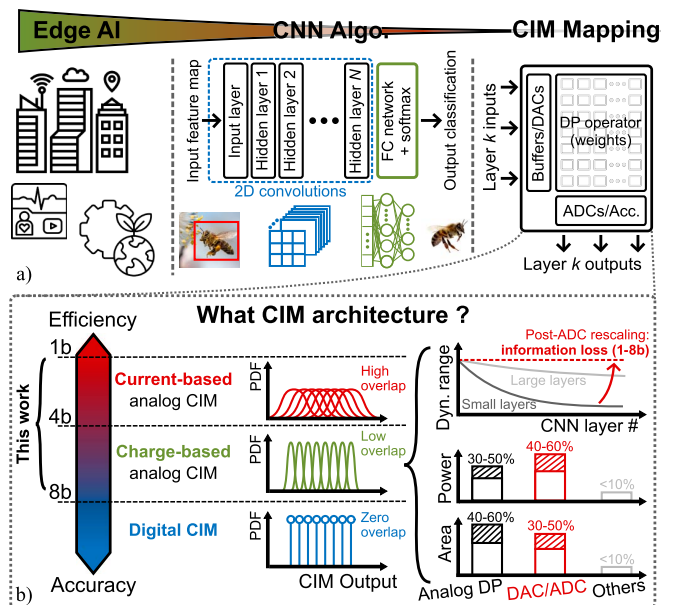 Edge AI
CNN Algo.
CIM Mapping
Input feature map
Input layer
Hidden layer 1
Hidden layer 2
Hidden layer N
FC network
+ softmax
Output classification
2D convolutions
Layer k inputs
Buffers/DACs
DP operator
(weights)
ADCs/Acc.
Layer k outputs
a)
What CIM architecture ?
Efficiency
1b
4b
8b
Accuracy
This work
Current-based
analog CIM
Charge-based
analog CIM
Digital CIM
PDF
High
overlap
PDF
Low
overlap
PDF
Zero
overlap
CIM Output
Post-ADC rescaling:
information loss (1-8b)
Dyn. range
Large layers
Small layers
CNN layer #
Power
30-50%
40-60%
<10%
Area
40-60%
30-50%
<10%
Analog DP
DAC/ADC
Others
b)